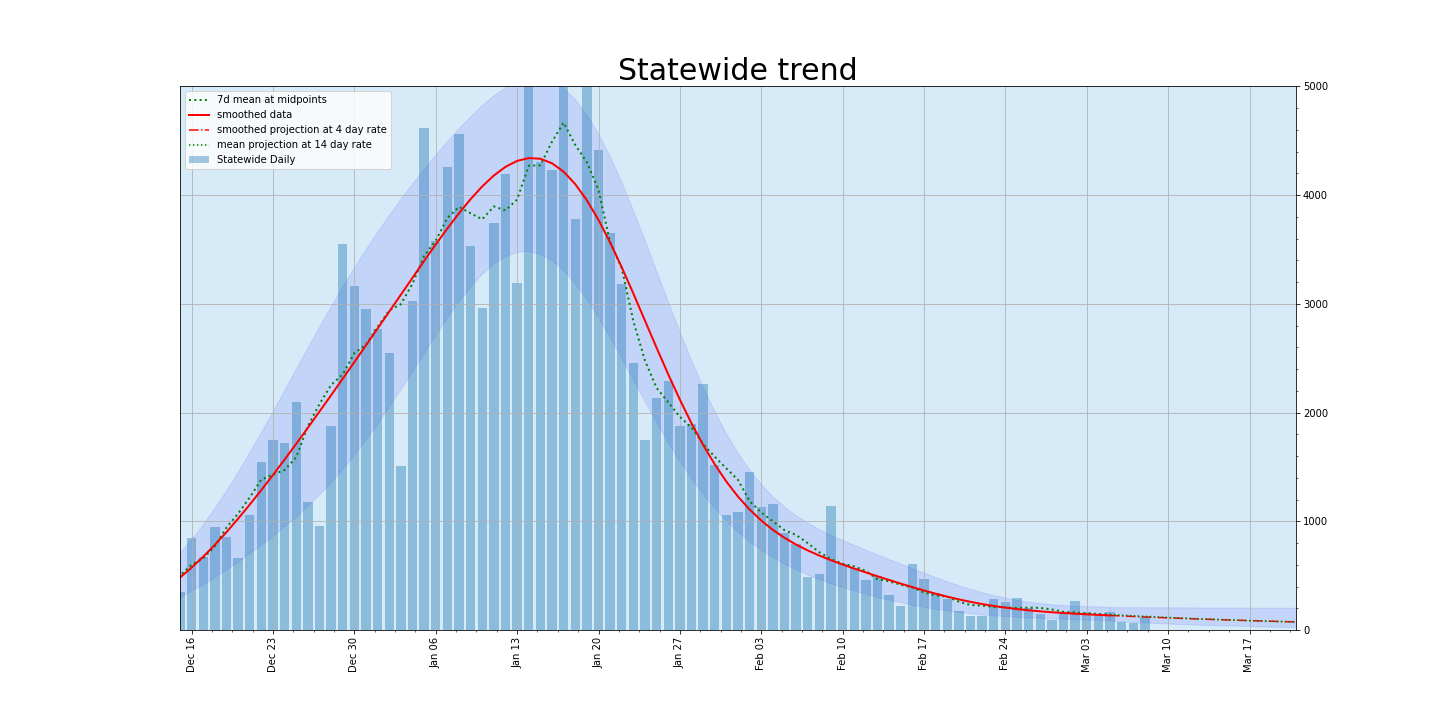 Statewide trend
7d mean at midpoints
smoothed data
smoothed projection at 4 day rate
mean projection at 14 day rate
Statewide Daily
5000
4000
3000
2000
1000
0
Dec 16
Dec 23
Dec 30
Jan 06
Jan 13
Jan 20
Jan 27
Feb 03
Feb 10
Feb 17
Feb 24
Mar 03
Mar 10
Mar 17